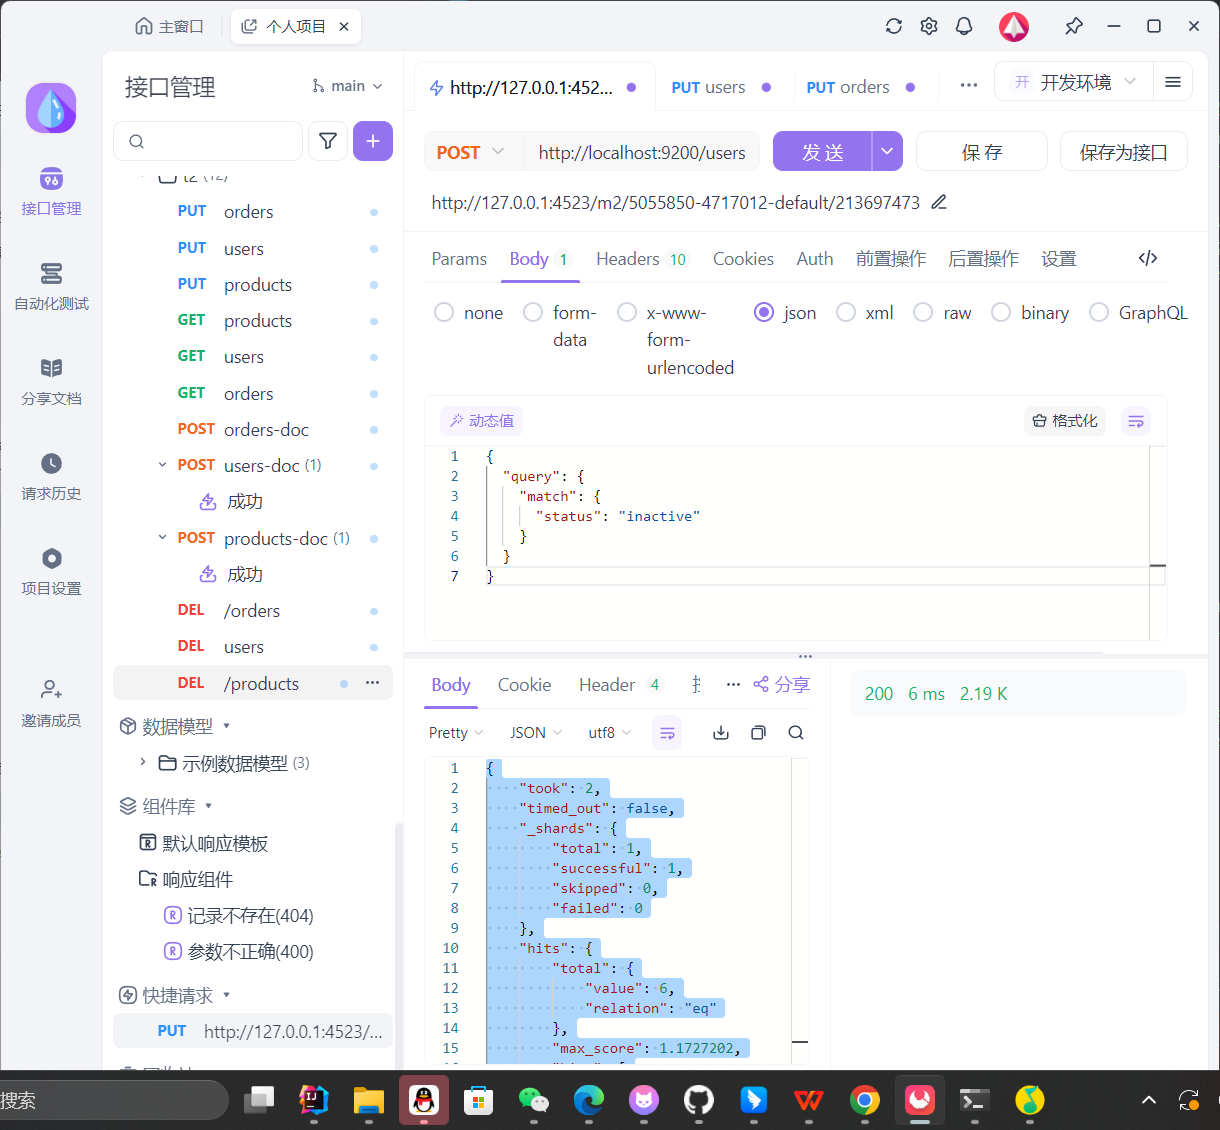 主窗口
个人项目
接口管理
main
接口管理
自动化测试
分享文档
请求历史
项目设置
邀请成员
t2 (12)
PUT orders
PUT users
PUT products
GET products
GET users
GET orders
POST orders-doc
POST users-doc (1)
成功
POST products-doc (1)
成功
DEL /orders
DEL users
DEL /products
数据模型
示例数据模型 (3)
组件库
默认响应模板
响应组件
记录不存在(404)
参数不正确(400)
快捷请求
PUT http://127.0.0.1:4523/...
http://127.0.0.1:452...
PUT users
PUT orders
开 开发环境
POST http://localhost:9200/users
发送
保存
保存为接口
http://127.0.0.1:4523/m2/5055850-4717012-default/213697473
Params Body 1 Headers 10 Cookies Auth 前置操作 后置操作 设置
none form-data x-www-form-urlencoded json xml raw binary GraphQL
动态值 格式化
1 {
2 "query": {
3 "match": {
4 "status": "inactive"
5 }
6 }
7 }
Body Cookie Header 4 分享
200 6 ms 2.19 K
Pretty JSON utf8
1 {
2 "took": 2,
3 "timed_out": false,
4 "_shards": {
5 "total": 1,
6 "successful": 1,
7 "skipped": 0,
8 "failed": 0
9 },
10 "hits": {
11 "total": {
12 "value": 6,
13 "relation": "eq"
14 },
15 "max_score": 1.1727202,
搜索